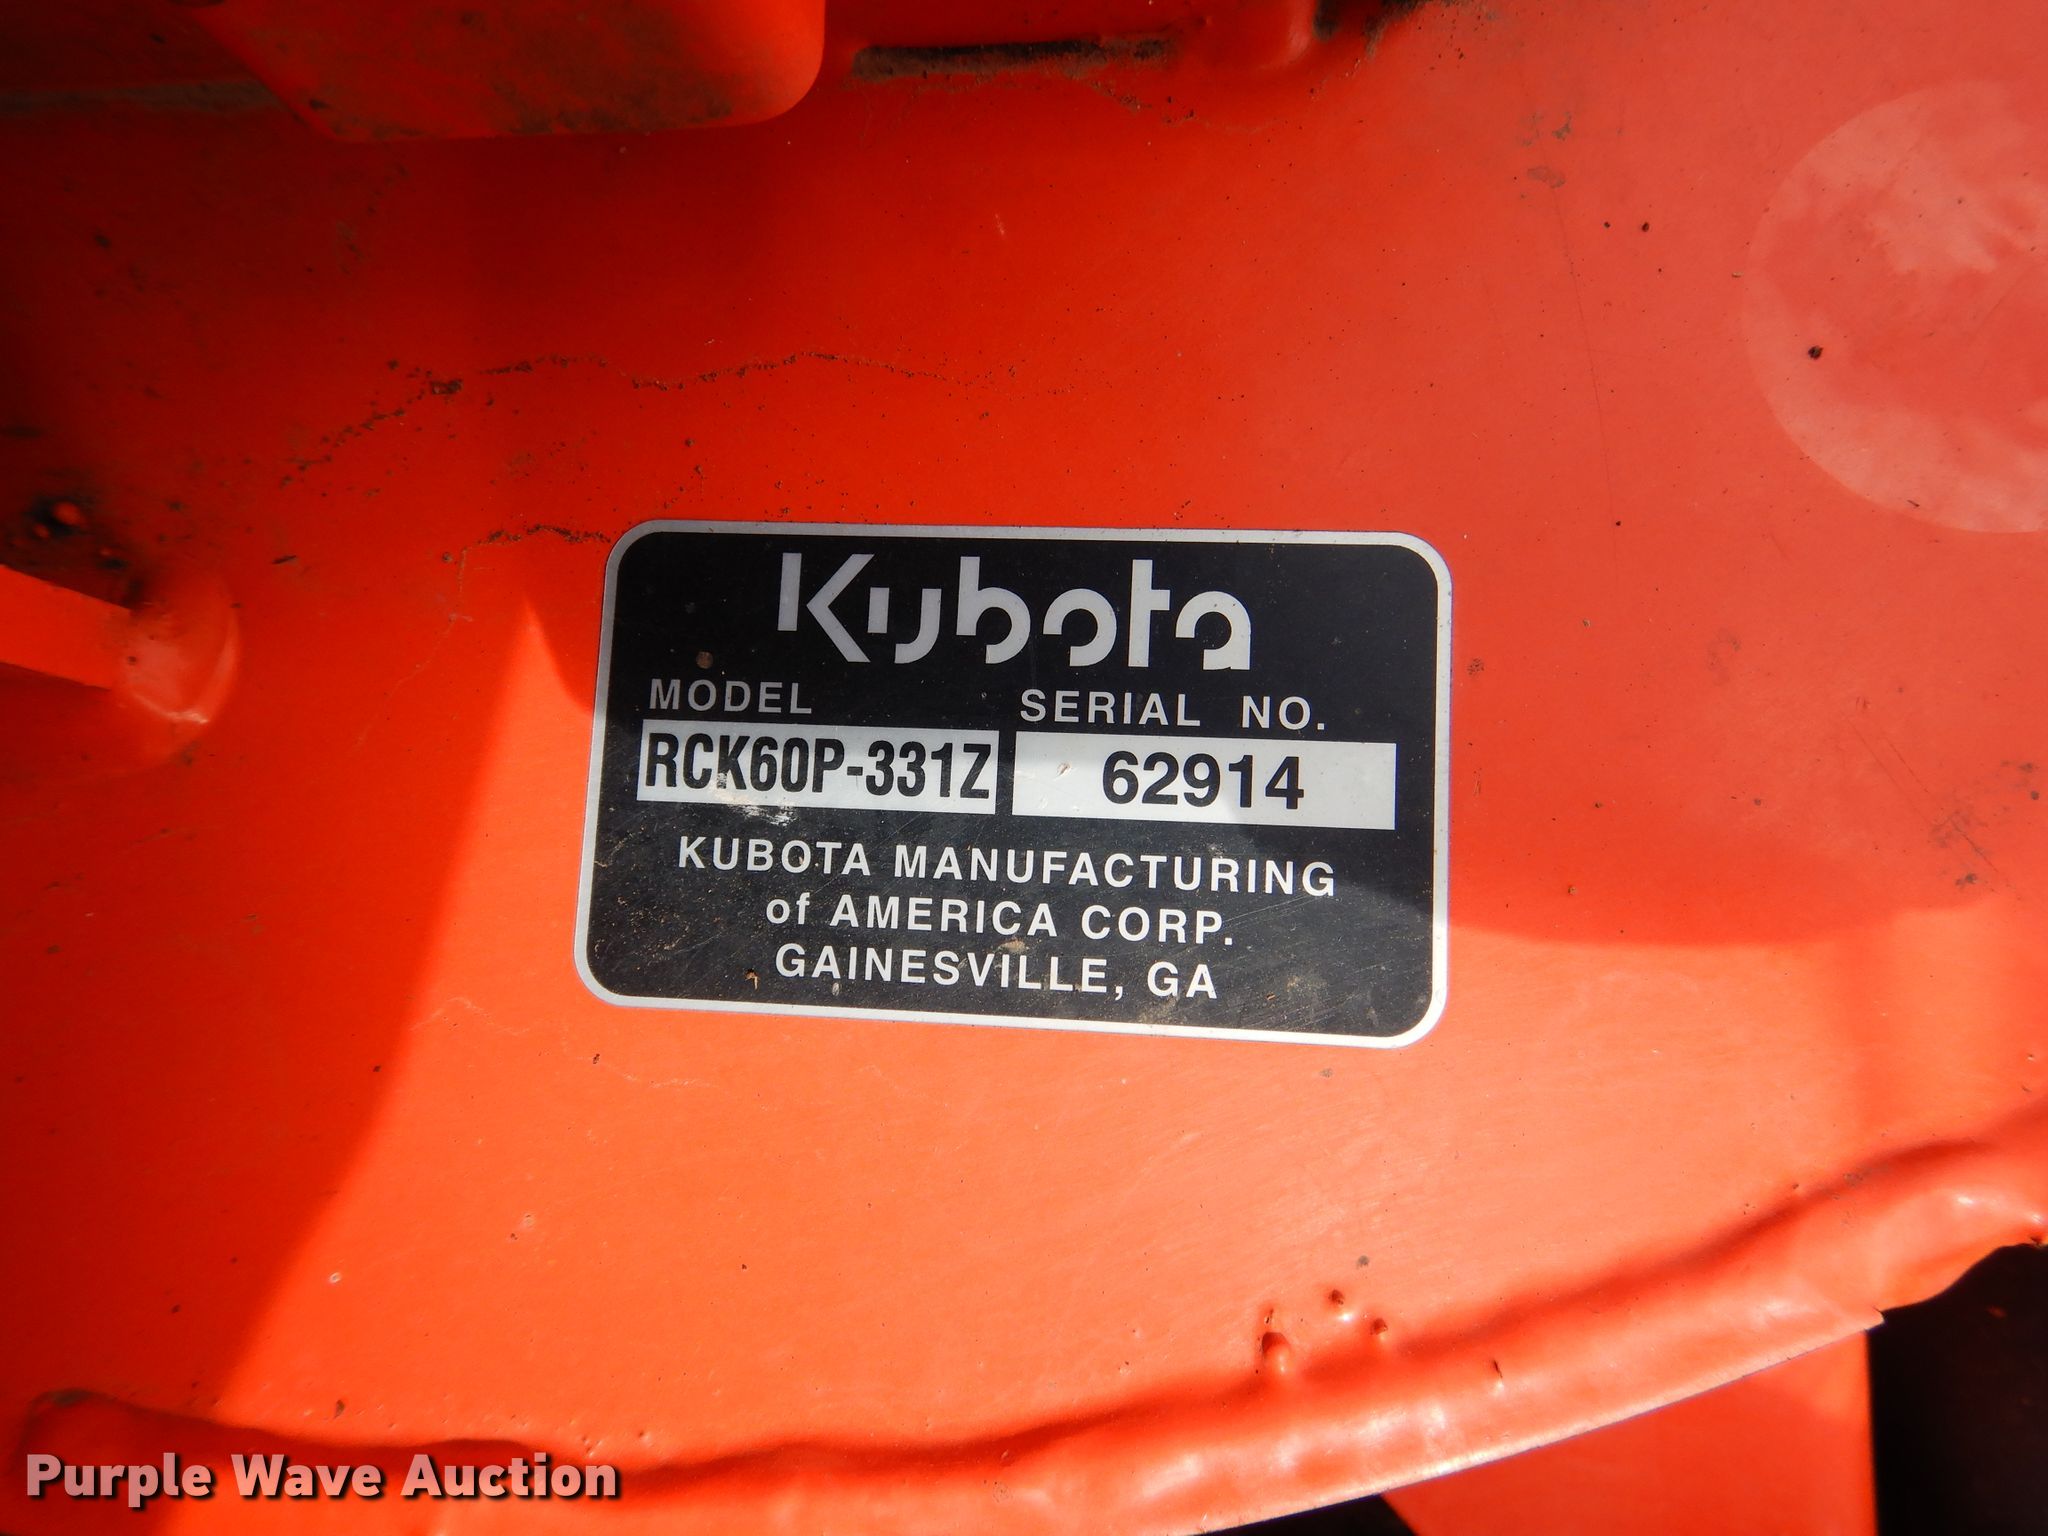 Kubota
MODEL SERIAL NO.
RCK60P-331Z 62914
KUBOTA MANUFACTURING
of AMERICA CORP.
GAINESVILLE, GA
Purple Wave Auction